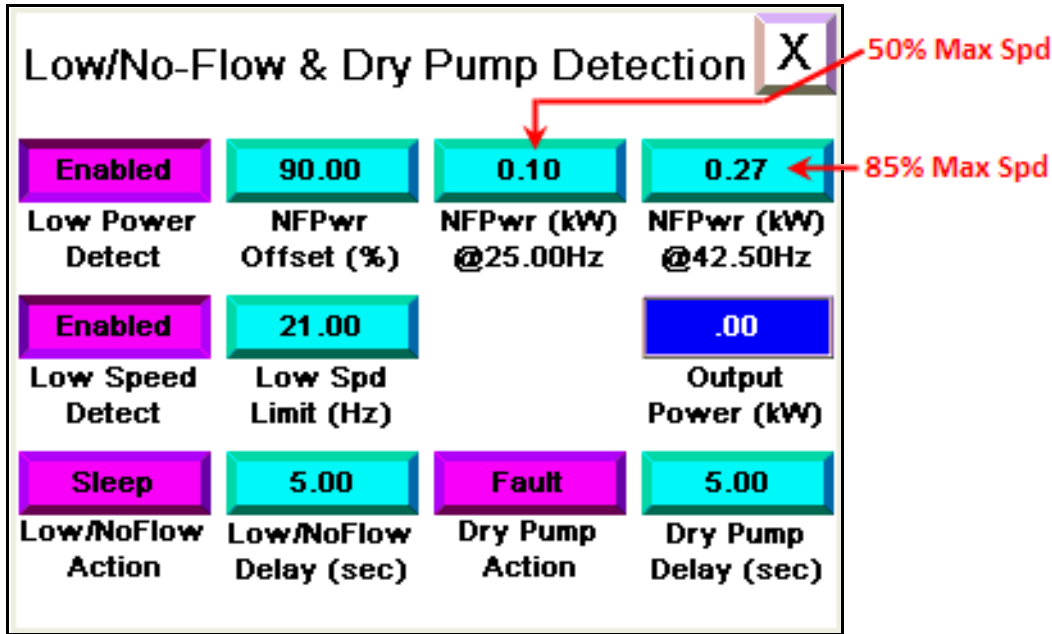 Low/No-Flow & Dry Pump Detection X
50% Max Spd
Enabled 90.00 0.10 0.27
85% Max Spd
Low Power NFPwr NFPwr (kW) NFPwr (kW)
Detect Offset (%) @25.00Hz @42.50Hz
Enabled 21.00 .00
Low Speed Low Spd Output
Detect Limit (Hz) Power (kW)
Sleep 5.00 Fault 5.00
Low/NoFlow Low/NoFlow Dry Pump Dry Pump
Action Delay (sec) Action Delay (sec)